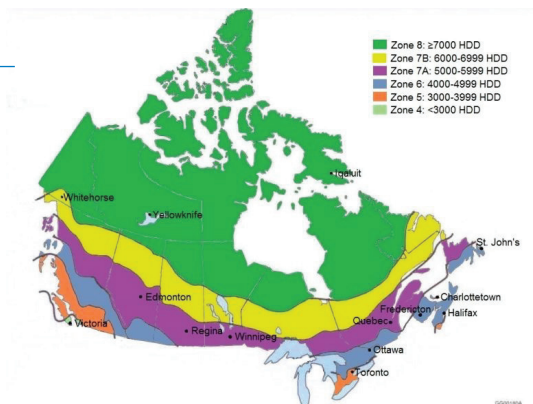 Zone 8: ≥7000 HDD
Zone 7B: 6000-6999 HDD
Zone 7A: 5000-5999 HDD
Zone 6: 4000-4999 HDD
Zone 5: 3000-3999 HDD
Zone 4: <3000 HDD
Iqaluit
Whitehorse
Yellowknife
St. John's
Edmonton
Charlottetown
Fredericton
Halifax
Victoria
Regina
Winnipeg
Quebec
Ottawa
Toronto